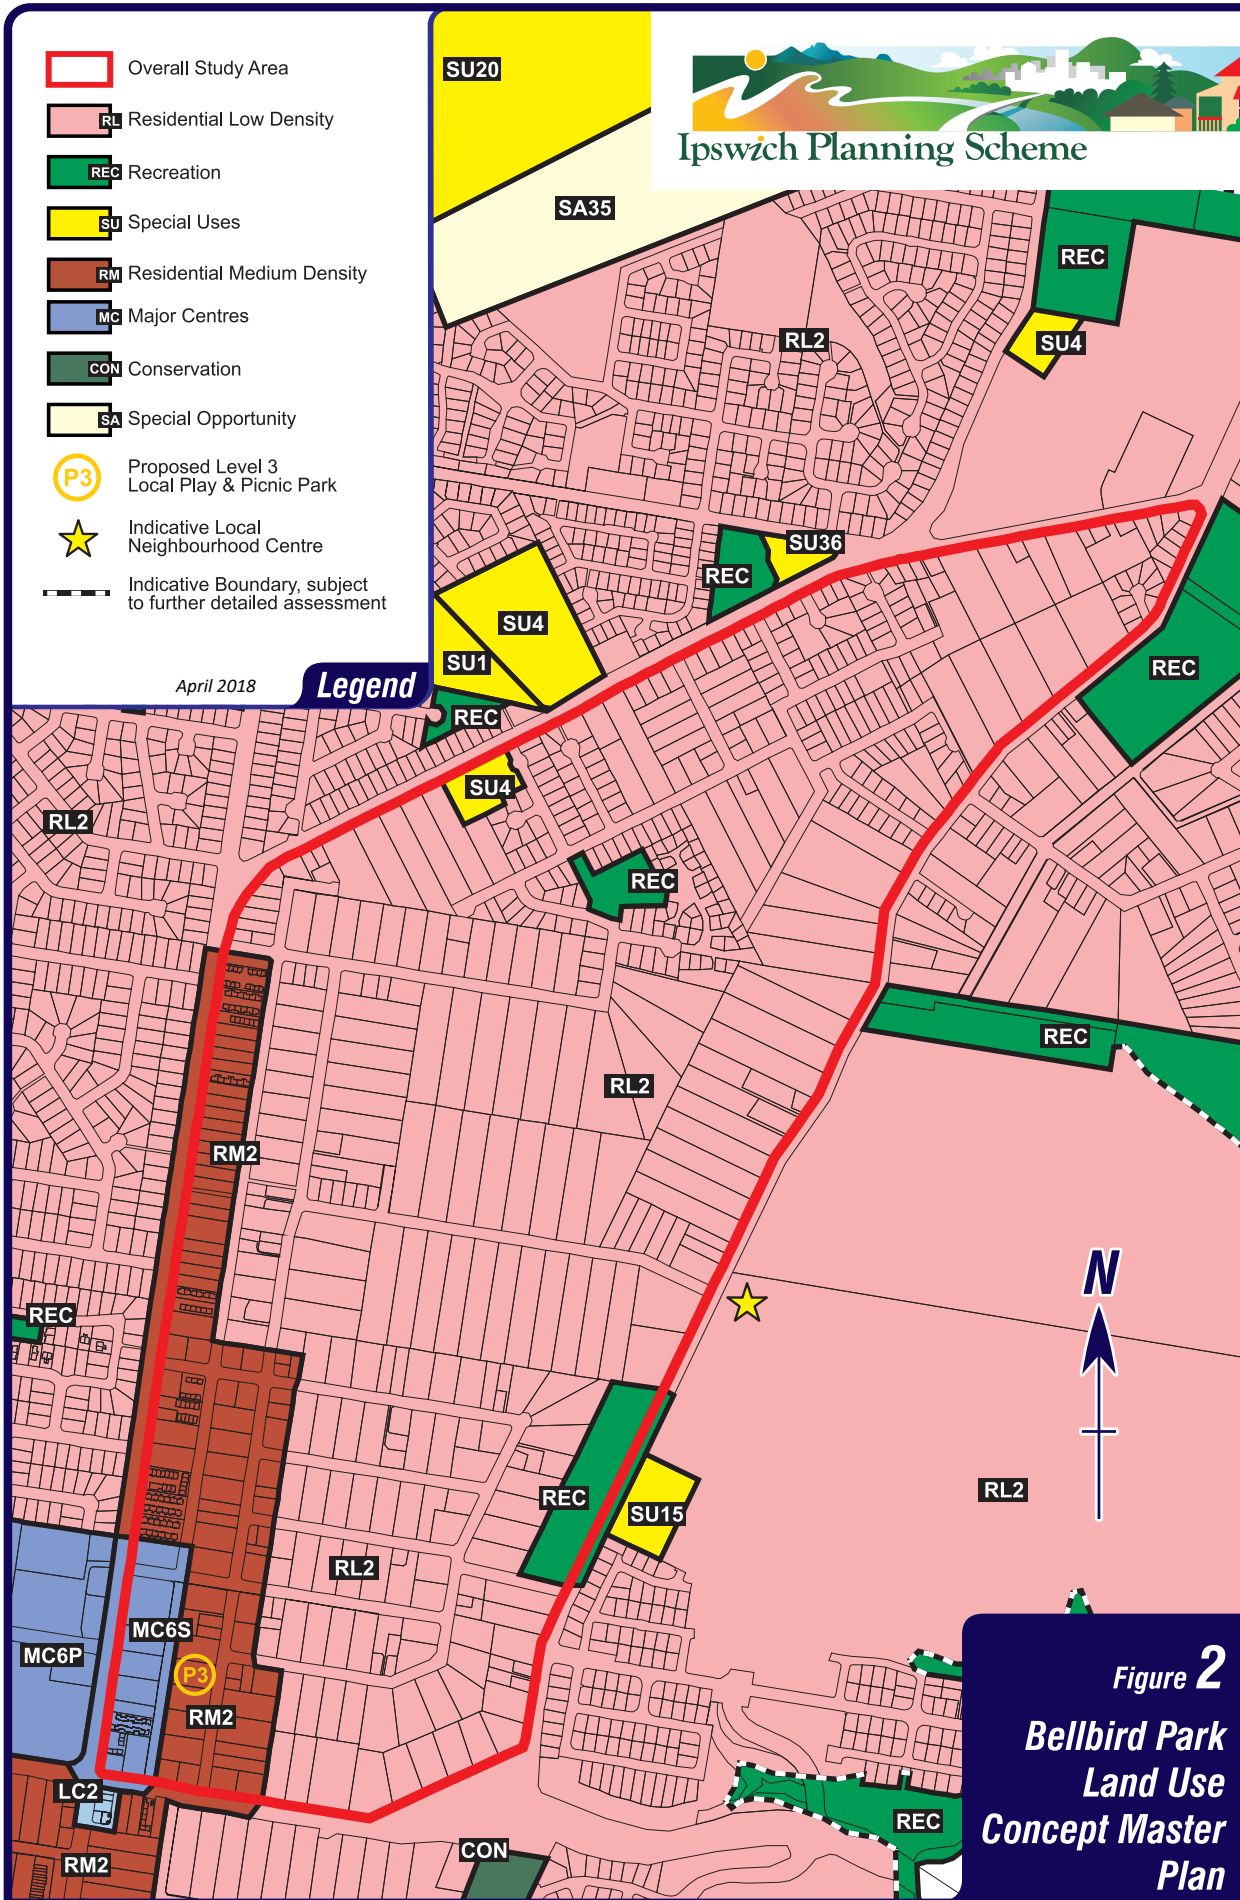 Overall Study Area
RL Residential Low Density
REC Recreation
SU Special Uses
RM Residential Medium Density
MC Major Centres
CON Conservation
SA Special Opportunity
P3 Proposed Level 3
Local Play & Picnic Park
Indicative Local
Neighbourhood Centre
Indicative Boundary, subject
to further detailed assessment
April 2018
Legend
Ipswich Planning Scheme
SU20
SA35
REC
SU4
RL2
SU36
REC
SU4
SU1
REC
REC
SU4
RL2
REC
REC
RL2
RM2
REC
N
REC
SU15
RL2
RL2
MC6S
MC6P
P3
RM2
LC2
REC
CON
RM2
Figure 2
Bellbird Park
Land Use
Concept Master
Plan